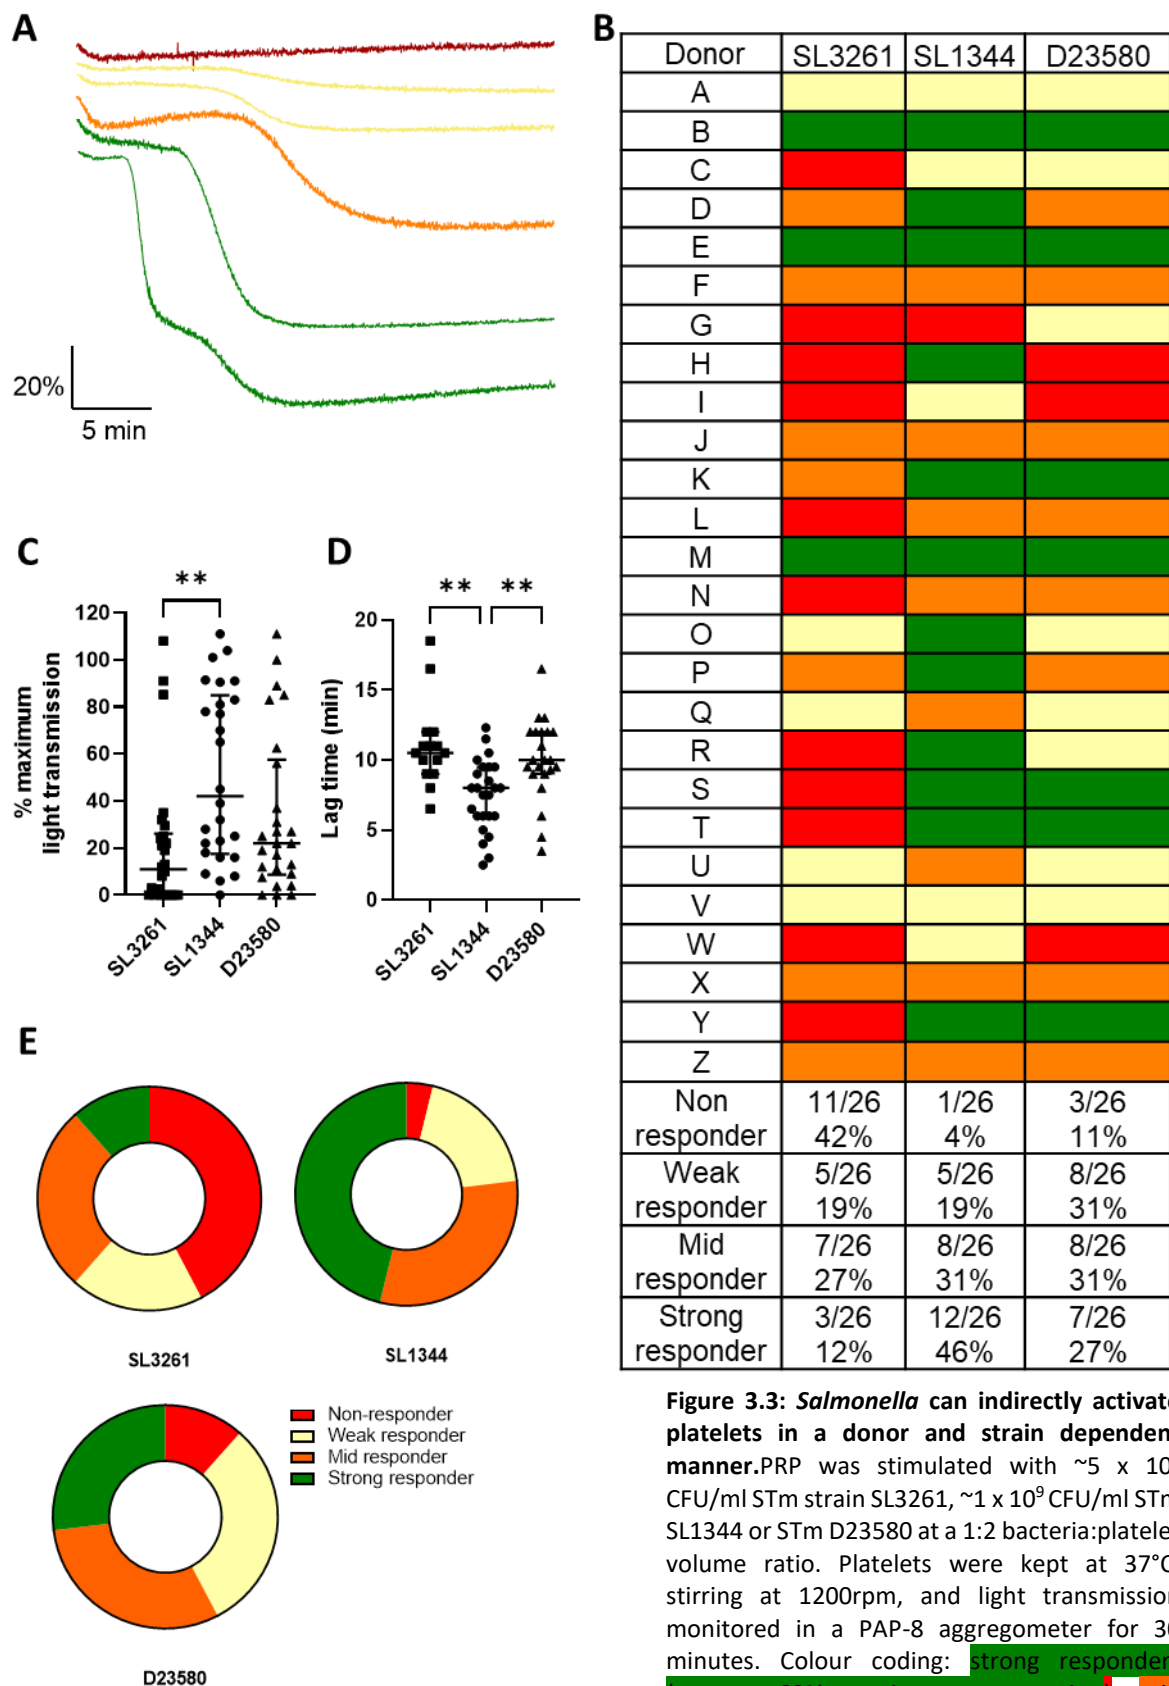 A
20%
5 min
B
Donor SL3261 SL1344 D23580
A
B
C
D
E
F
G
H
I
J
K
L
M
N
O
P
Q
R
S
T
U
V
W
X
Y
Z
Non responder 11/26 42% 1/26 4% 3/26 11%
Weak responder 5/26 19% 5/26 19% 8/26 31%
Mid responder 7/26 27% 8/26 31% 8/26 31%
Strong responder 3/26 12% 12/26 46% 7/26 27%
C
**
% maximum
light transmission
120
100
80
60
40
20
0
SL3261
SL1344
D23580
D
** **
Lag time (min)
20
15
10
5
0
SL3261
SL1344
D23580
E
SL3261
SL1344
D23580
Non-responder
Weak responder
Mid responder
Strong responder
Figure 3.3: Salmonella can indirectly activate
platelets in a donor and strain dependen
manner.PRP was stimulated with ~5 x 10
CFU/ml STm strain SL3261, ~1 x 10⁹ CFU/ml STm
SL1344 or STm D23580 at a 1:2 bacteria:platele
volume ratio. Platelets were kept at 37°C
stirring at 1200rpm, and light transmission
monitored in a PAP-8 aggregometer for 30
minutes. Colour coding: strong responder